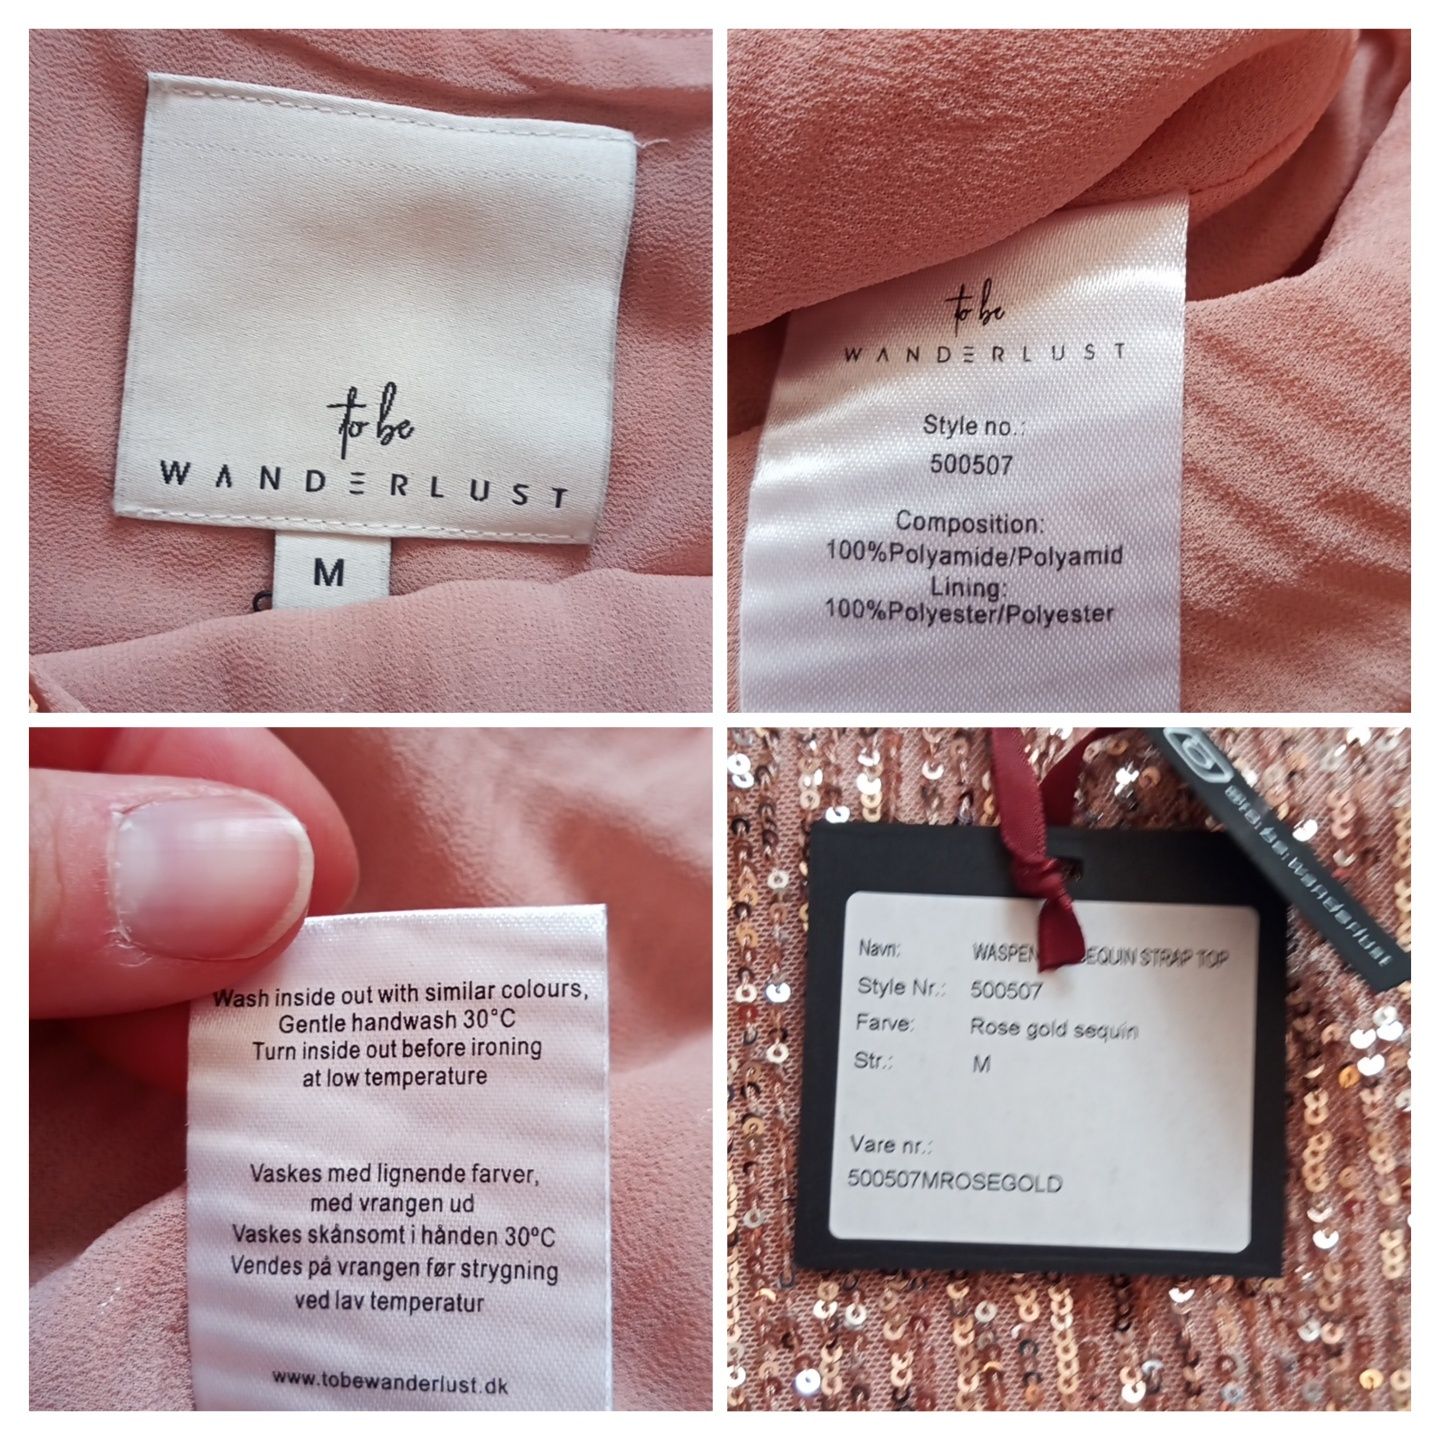 to be
WANDERLUST
M
to be
WANDERLUST
Style no.:
500507
Composition:
100%Polyamide/Polyamid
Lining:
100%Polyester/Polyester
Wash inside out with similar colours,
Gentle handwash 30°C
Turn inside out before ironing
at low temperature
Vaskes med lignende farver,
med vrangen ud
Vaskes skånsomt i hånden 30°C
Vendes på vrangen før strygning
ved lav temperatur
www.tobewanderlust.dk
Navn: STRAP TOP
Style Nr.: 500507
Farve: Rose gold sequin
Str.: M
Vare nr.:
500507MROSEGOLD